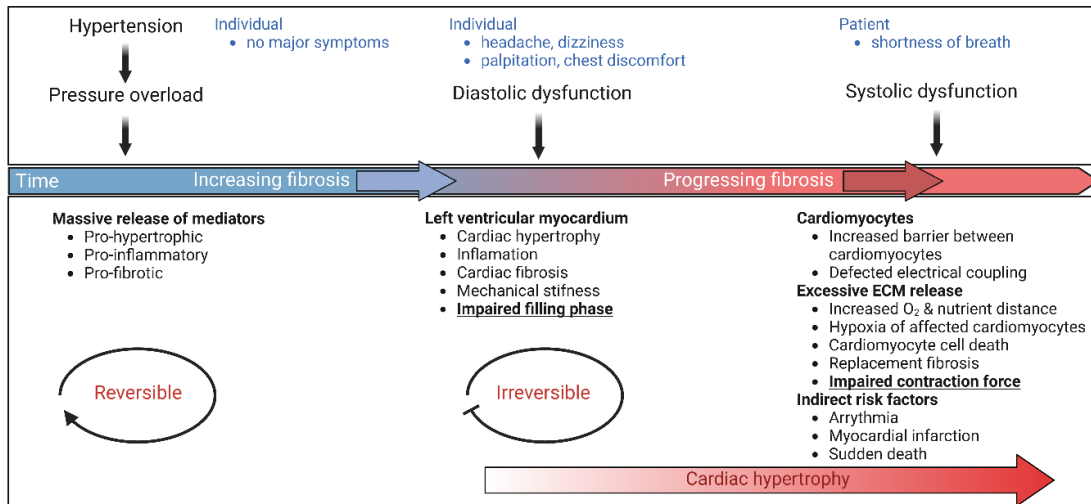 Hypertension
Pressure overload
Individual
• no major symptoms
Individual
• headache, dizziness
• palpitation, chest discomfort
Diastolic dysfunction
Patient
• shortness of breath
Systolic dysfunction
Time
Increasing fibrosis
Progressing fibrosis
Massive release of mediators
• Pro-hypertrophic
• Pro-inflammatory
• Pro-fibrotic
Reversible
Left ventricular myocardium
• Cardiac hypertrophy
• Inflamation
• Cardiac fibrosis
• Mechanical stifness
• Impaired filling phase
Irreversible
Cardiomyocytes
• Increased barrier between
cardiomyocytes
• Defected electrical coupling
Excessive ECM release
• Increased O₂ & nutrient distance
• Hypoxia of affected cardiomyocytes
• Cardiomyocyte cell death
• Replacement fibrosis
• Impaired contraction force
Indirect risk factors
• Arrythmia
• Myocardial infarction
• Sudden death
Cardiac hypertrophy